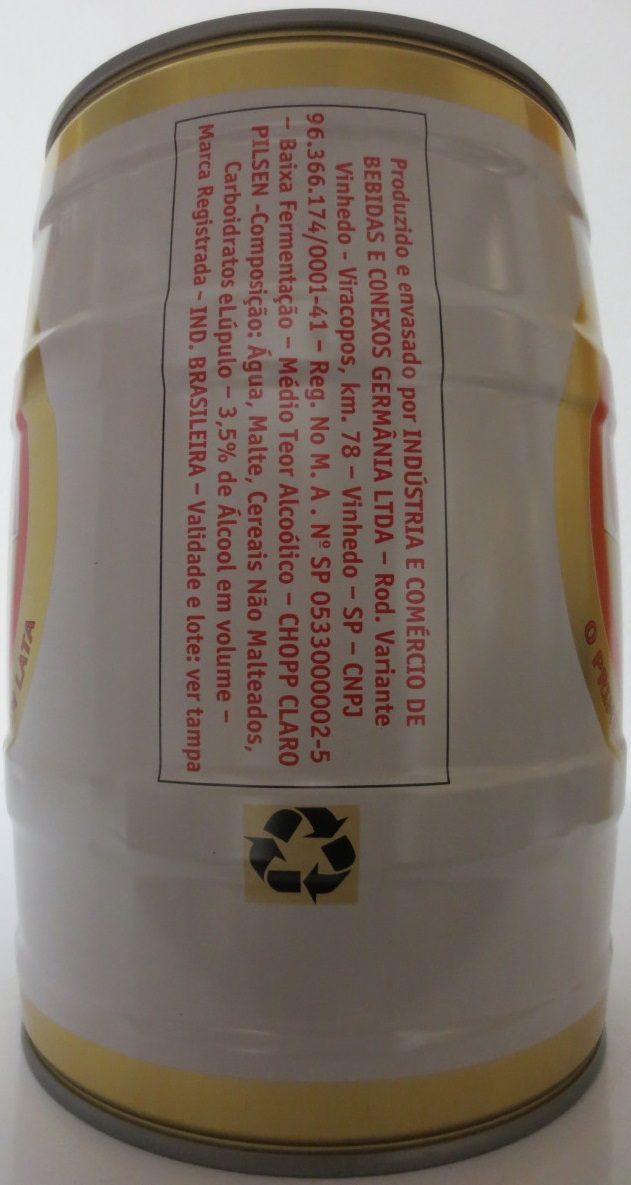 Produzido e envasado por INDÚSTRIA E COMÉRCIO DE
BEBIDAS E CONEXOS GERMÂNIA LTDA – Rod. Variante
Vinhedo – Viracopos, km. 78 – Vinhedo – SP – CNPJ
96.366.174/0001-41 – Reg. No M. A . Nº SP 0533000002-5
– Baixa Fermentação – Médio Teor Alcoólico – CHOPP CLARO
PILSEN -Composição: Água, Malte, Cereais Não Malteados,
Carboidratos eLúpulo – 3,5% de Álcool em volume –
Marca Registrada – IND. BRASILEIRA – Validade e lote: ver tampa
O